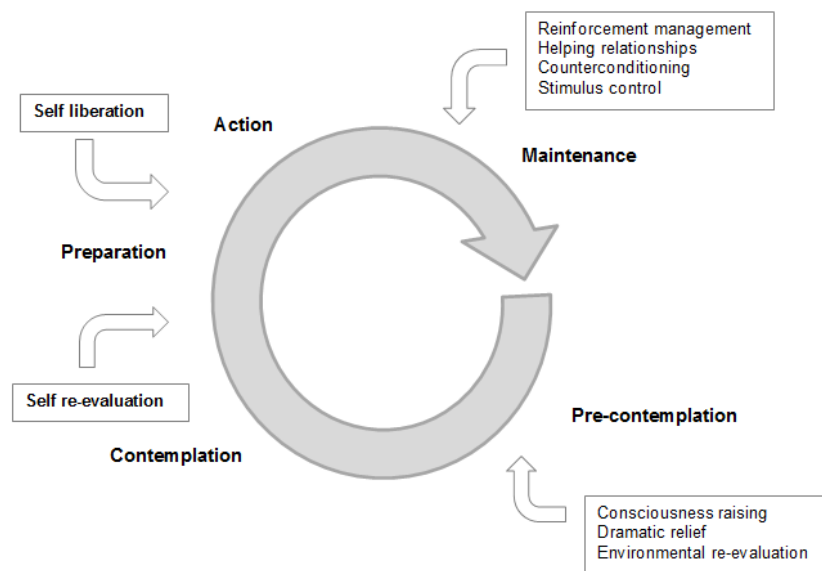 Reinforcement management
Helping relationships
Counterconditioning
Stimulus control
Self liberation
Action
Maintenance
Preparation
Self re-evaluation
Pre-contemplation
Contemplation
Consciousness raising
Dramatic relief
Environmental re-evaluation